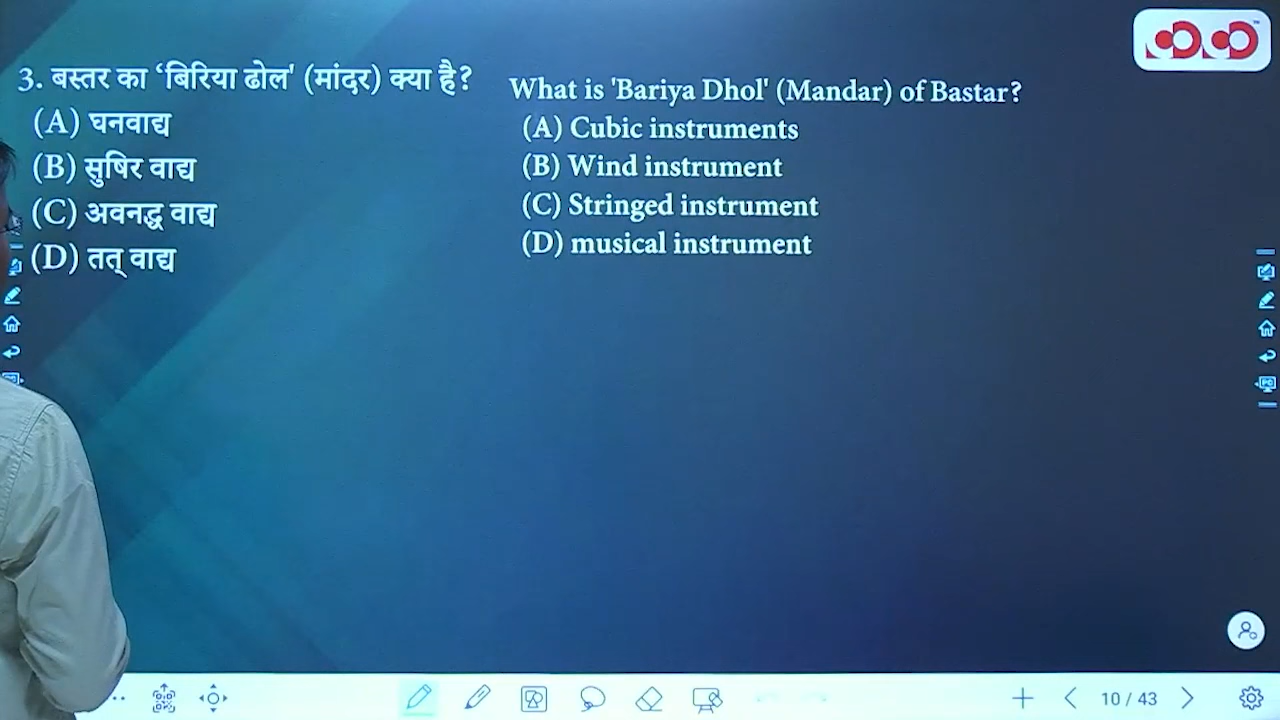 3. बस्तर का ‘बिरिया ढोल' (मांदर) क्या है?
(A) घनवाद्य
(B) सुषिर वाद्य
(C) अवनद्ध वाद्य
(D) तत् वाद्य
What is 'Bariya Dhol' (Mandar) of Bastar?
(A) Cubic instruments
(B) Wind instrument
(C) Stringed instrument
(D) musical instrument
10 / 43